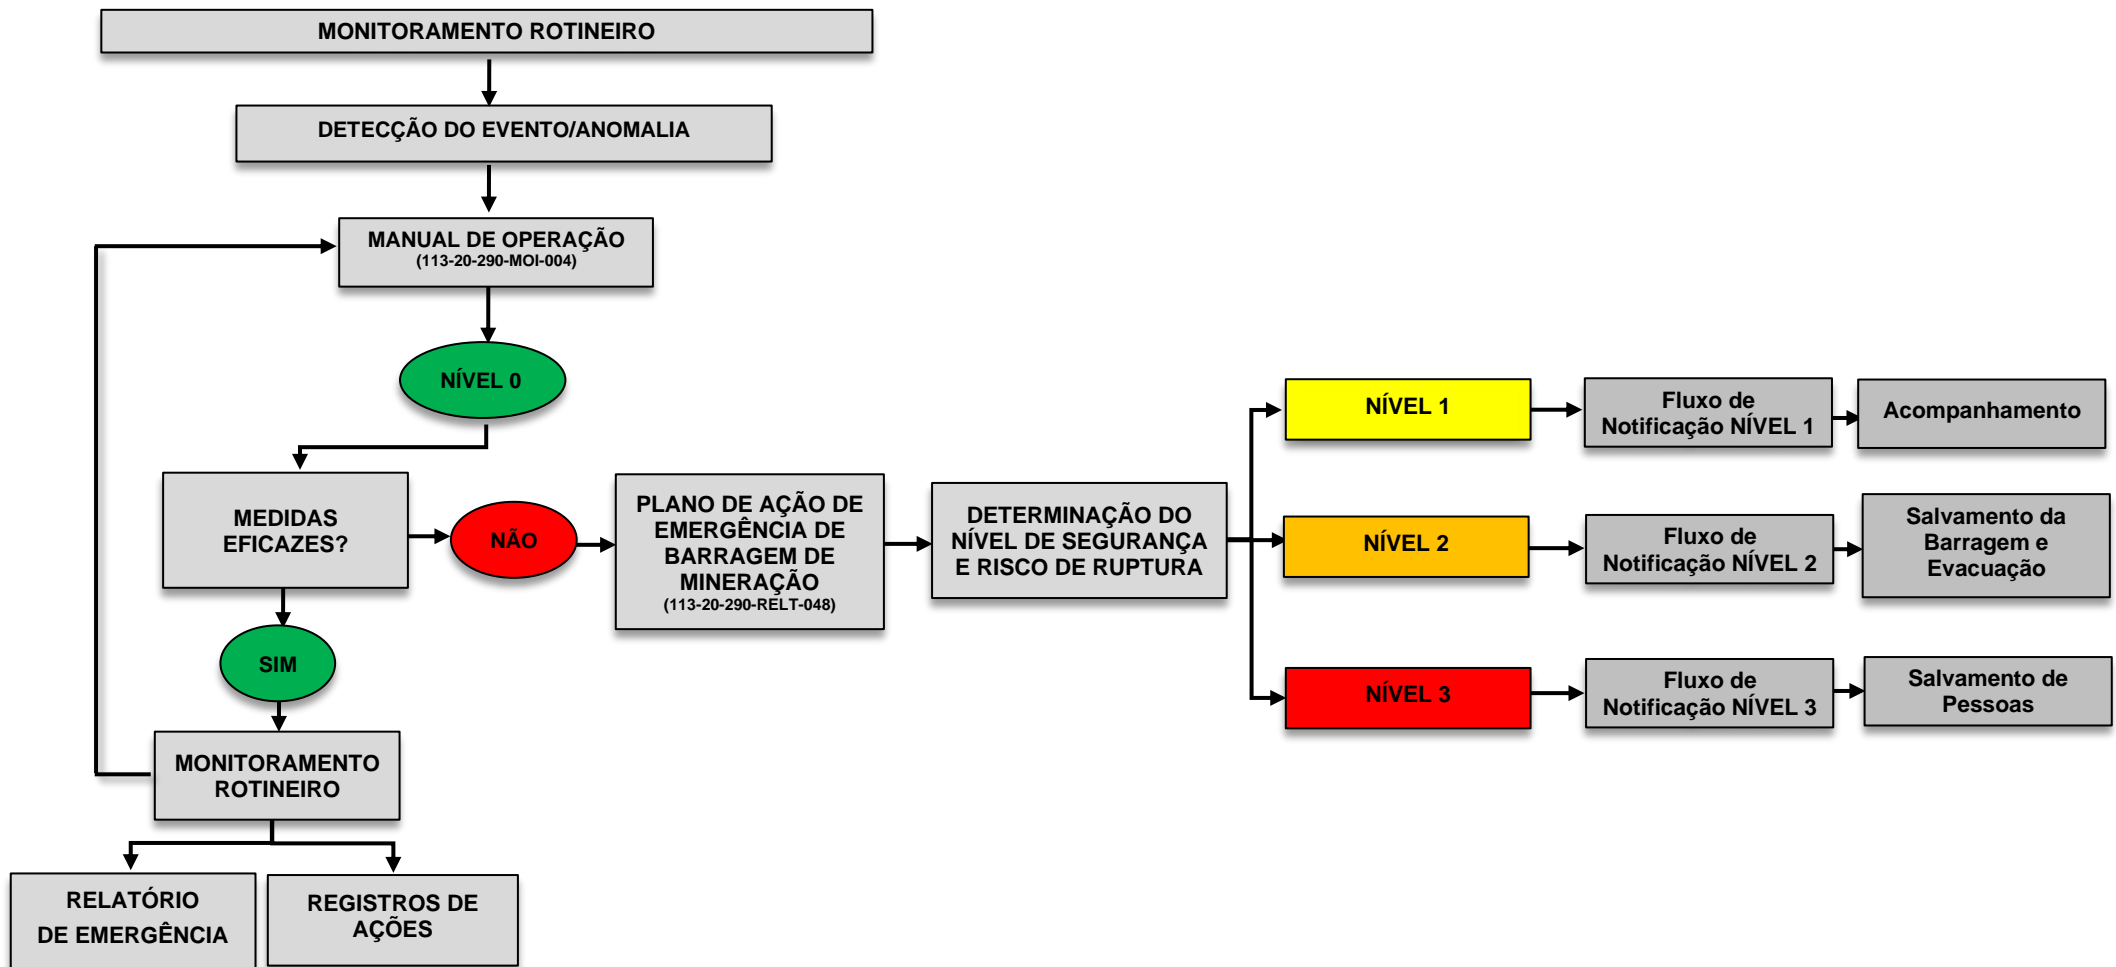 MONITORAMENTO ROTINEIRO
DETECÇÃO DO EVENTO/ANOMALIA
MANUAL DE OPERAÇÃO
(113-20-290-MOI-004)
NÍVEL 0
MEDIDAS
EFICAZES?
NÃO
SIM
MONITORAMENTO
ROTINEIRO
RELATÓRIO
DE EMERGÊNCIA
REGISTROS DE
AÇÕES
PLANO DE AÇÃO DE
EMERGÊNCIA DE
BARRAGEM DE
MINERAÇÃO
(113-20-290-RELT-048)
DETERMINAÇÃO DO
NÍVEL DE SEGURANÇA
E RISCO DE RUPTURA
NÍVEL 1
Fluxo de
Notificação NÍVEL 1
Acompanhamento
NÍVEL 2
Fluxo de
Notificação NÍVEL 2
Salvamento da
Barragem e
Evacuação
NÍVEL 3
Fluxo de
Notificação NÍVEL 3
Salvamento de
Pessoas